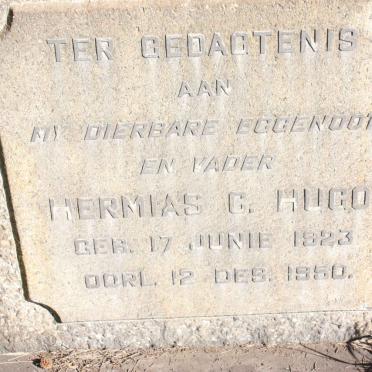 TER GEDAGTENIS
AAN
MY DIERBARE EGGENOOT
EN VADER
HERMIAS C. HUGO
GEB. 17 JUNIE 1923
OORL. 12 DES. 1950.